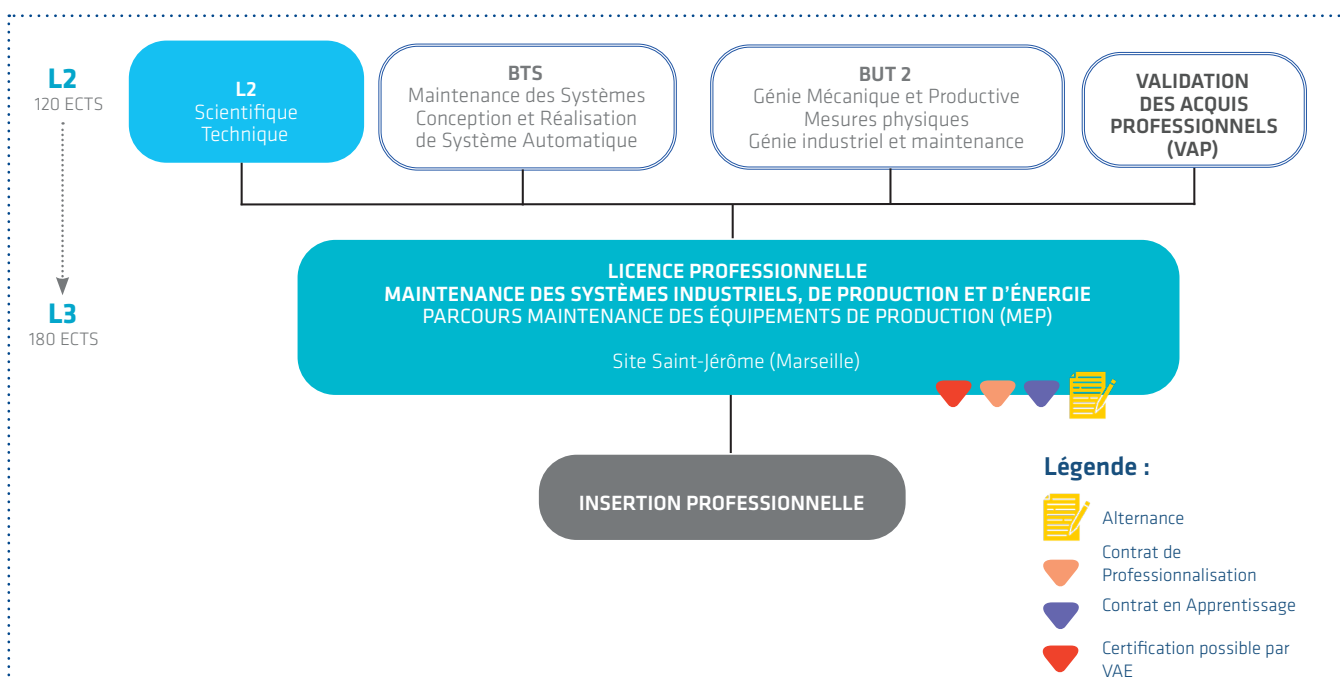 L2
120 ECTS
L2
Scientifique
Technique
BTS
Maintenance des Systèmes
Conception et Réalisation
de Système Automatique
BUT 2
Génie Mécanique et Productive
Mesures physiques
Génie industriel et maintenance
VALIDATION
DES ACQUIS
PROFESSIONNELS
(VAP)
L3
180 ECTS
LICENCE PROFESSIONNELLE
MAINTENANCE DES SYSTÈMES INDUSTRIELS, DE PRODUCTION ET D'ÉNERGIE
PARCOURS MAINTENANCE DES ÉQUIPEMENTS DE PRODUCTION (MEP)
Site Saint-Jérôme (Marseille)
INSERTION PROFESSIONNELLE
Légende :
Alternance
Contrat de
Professionnalisation
Contrat en Apprentissage
Certification possible par
VAE